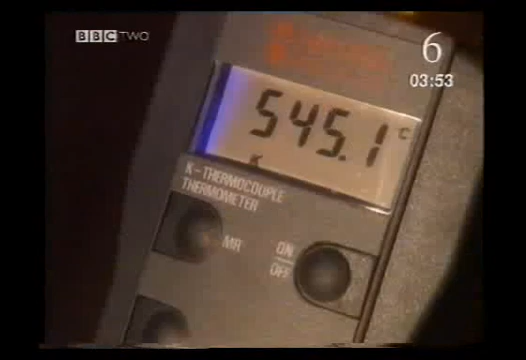 BBC TWO
6
03:53
545.1 °C
K
K-THERMOCOUPLE
THERMOMETER
MR
ON
OFF